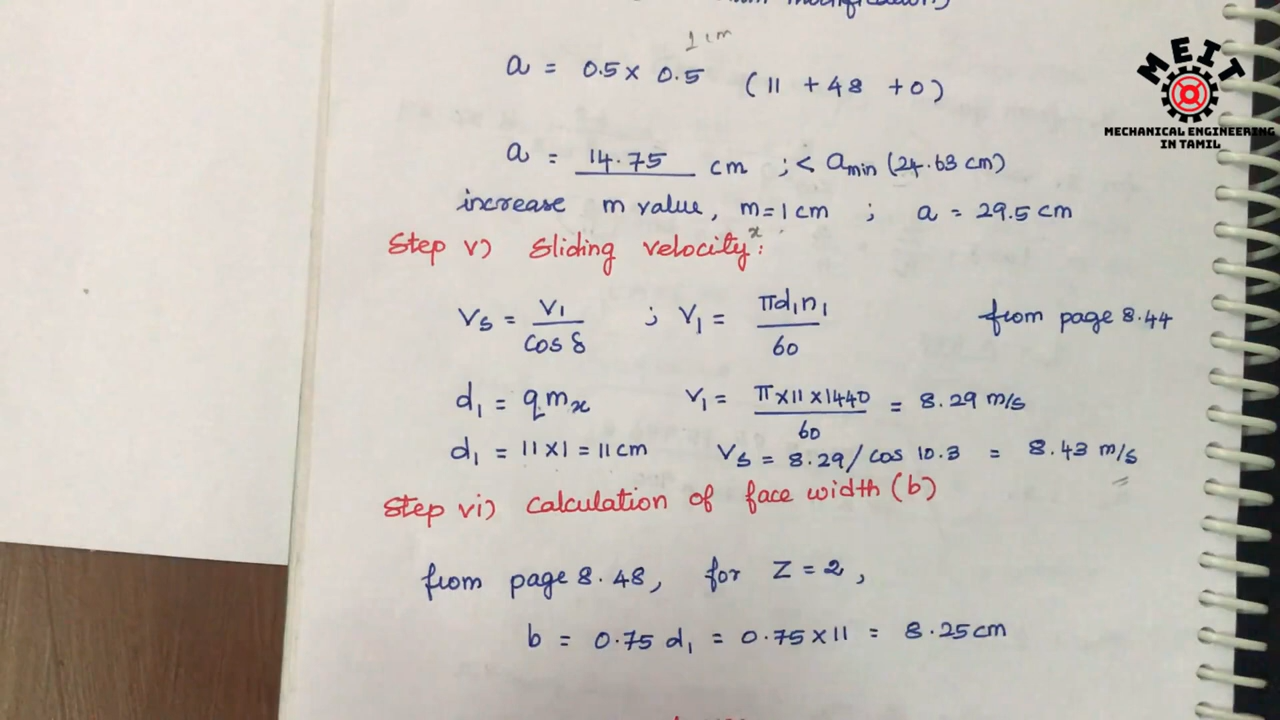 1 cm
a = 0.5 x 0.5 (11 + 48 + 0)
a = 14.75 cm ; < amin (24.63 cm)
increase m value, m = 1 cm ; a = 29.5 cm
Step v) Sliding velocity :
x
Vs = V1 / cos δ ; V1 = πd1n1 / 60 from page 8.44
d1 = qmx V1 = π x 11 x 1440 / 60 = 8.29 m/s
d1 = 11 x 1 = 11 cm Vs = 8.29 / cos 10.3 = 8.43 m/s
Step vi) Calculation of face width (b)
from page 8.48, for Z = 2,
b = 0.75 d1 = 0.75 x 11 = 8.25 cm
MEIT
MECHANICAL ENGINEERING
IN TAMIL